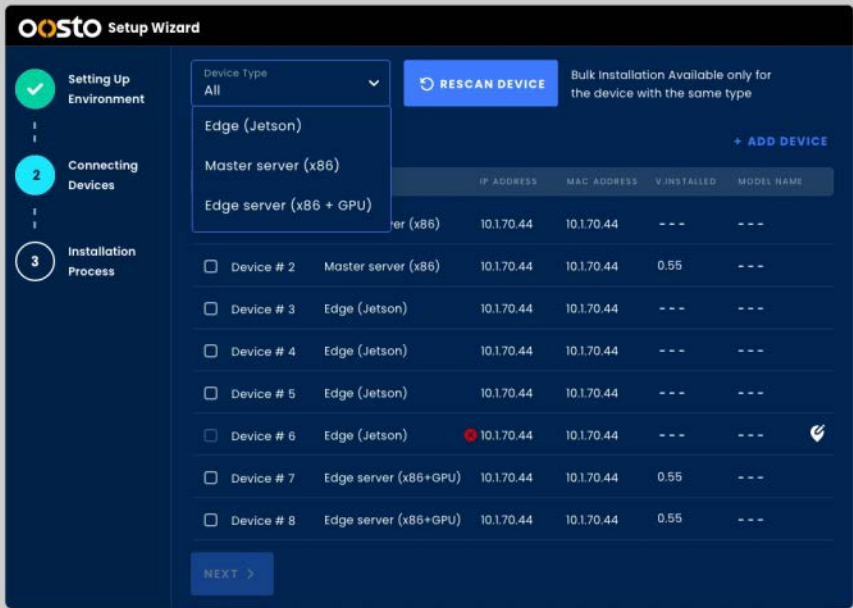 oosto Setup Wizard
Setting Up
Environment
2
Connecting
Devices
3
Installation
Process
Device Type
All
RESCAN DEVICE
Bulk Installation Available only for
the device with the same type
Edge (Jetson)
Master server (x86)
Edge server (x86 + GPU)
+ ADD DEVICE
IP ADDRESS MAC ADDRESS V.INSTALLED MODEL NAME
er (x86) 10.1.70.44 10.1.70.44 --- ---
Device # 2 Master server (x86) 10.1.70.44 10.1.70.44 0.55 ---
Device # 3 Edge (Jetson) 10.1.70.44 10.1.70.44 --- ---
Device # 4 Edge (Jetson) 10.1.70.44 10.1.70.44 --- ---
Device # 5 Edge (Jetson) 10.1.70.44 10.1.70.44 --- ---
Device # 6 Edge (Jetson) 10.1.70.44 10.1.70.44 --- ---
Device # 7 Edge server (x86+GPU) 10.1.70.44 10.1.70.44 0.55 ---
Device # 8 Edge server (x86+GPU) 10.1.70.44 10.1.70.44 0.55 ---
NEXT >